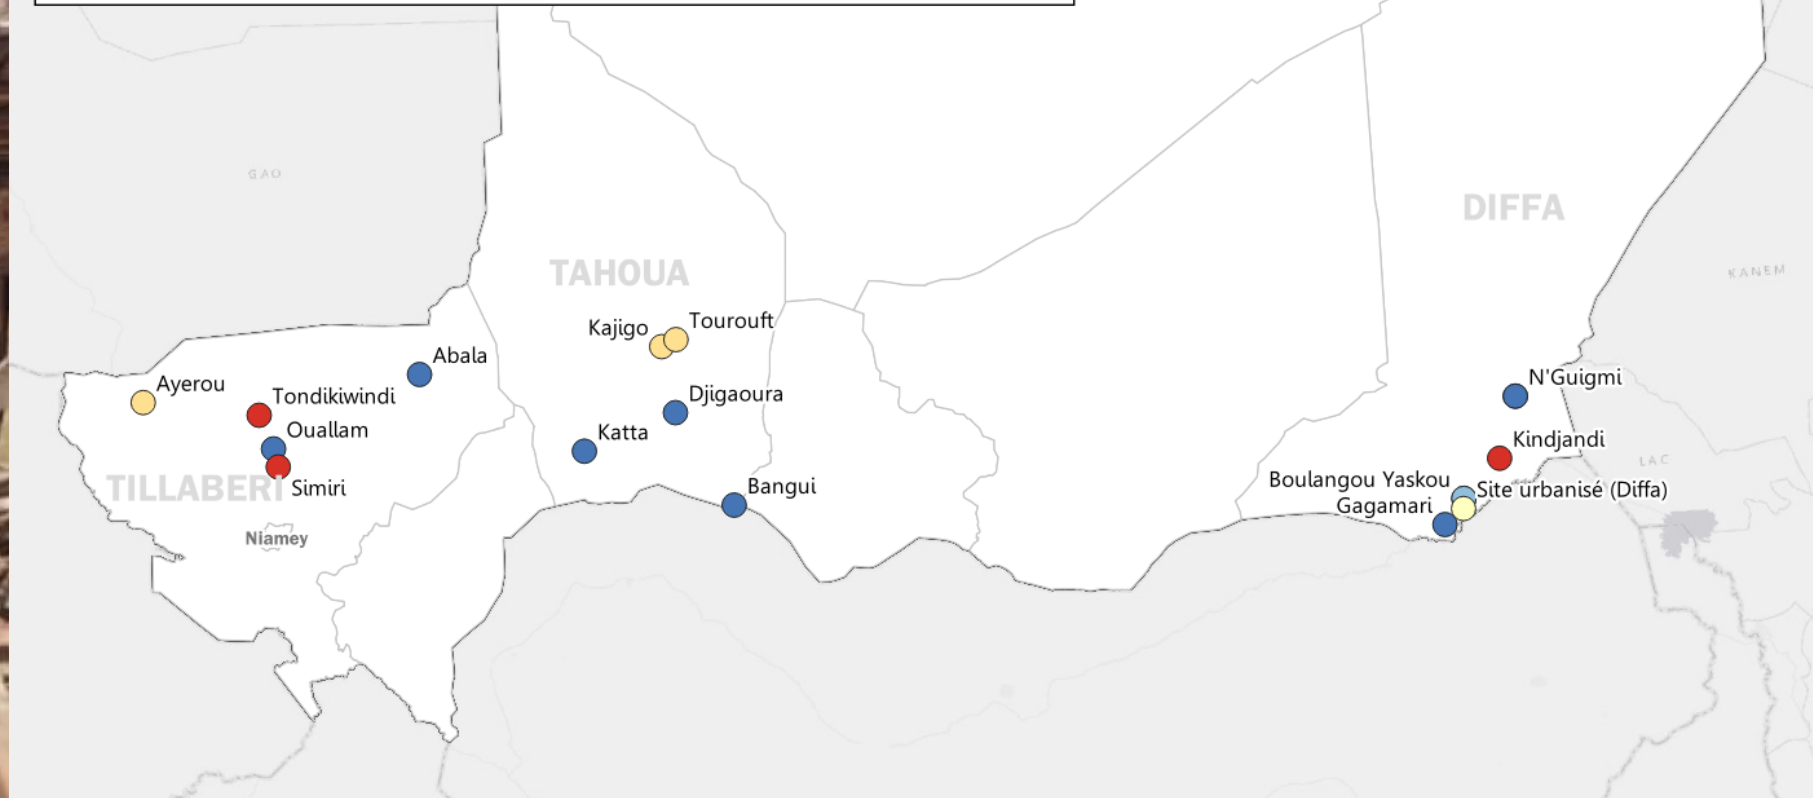 GAO
DIFFA
KANEM
TAHOUA
Tourouft
Kajigo
Abala
Ayerou
N'Guigmi
Tondikiwindi
Djigaoura
Ouallam
Katta
Kindjandi
LAC
TILLABERI
Simiri
Bangui
Boulangou Yaskou
Site urbanisé (Diffa)
Gagamari
Niamey